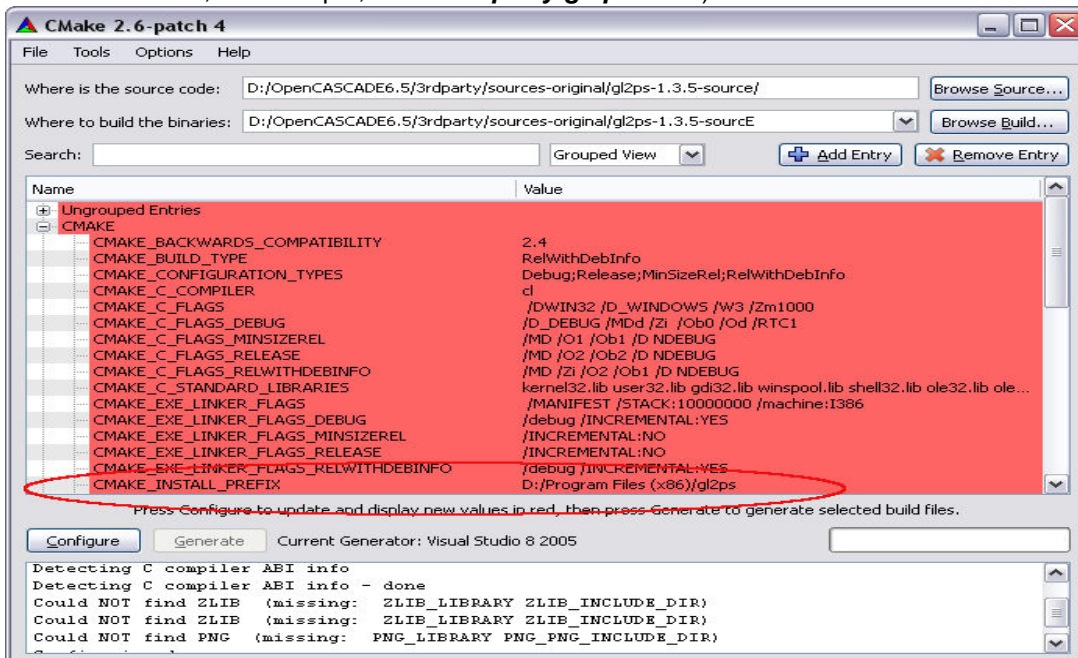 CMake 2.6-patch 4
File Tools Options Help
Where is the source code: D:/OpenCASCADE6.5/3rdparty/sources-original/gl2ps-1.3.5-source/ Browse Source...
Where to build the binaries: D:/OpenCASCADE6.5/3rdparty/sources-original/gl2ps-1.3.5-sourcE Browse Build...
Search: Grouped View Add Entry Remove Entry
Name Value
Ungrouped Entries
CMAKE
CMAKE_BACKWARDS_COMPATIBILITY 2.4
CMAKE_BUILD_TYPE RelWithDebInfo
CMAKE_CONFIGURATION_TYPES Debug;Release;MinSizeRel;RelWithDebInfo
CMAKE_C_COMPILER cl
CMAKE_C_FLAGS /DWIN32 /D_WINDOWS /W3 /Zm1000
CMAKE_C_FLAGS_DEBUG /D_DEBUG /MDd /Zi /Ob0 /Od /RTC1
CMAKE_C_FLAGS_MINSIZEREL /MD /O1 /Ob1 /D NDEBUG
CMAKE_C_FLAGS_RELEASE /MD /O2 /Ob2 /D NDEBUG
CMAKE_C_FLAGS_RELWITHDEBINFO /MD /Zi /O2 /Ob1 /D NDEBUG
CMAKE_C_STANDARD_LIBRARIES kernel32.lib user32.lib gdi32.lib winspool.lib shell32.lib ole32.lib ole...
CMAKE_EXE_LINKER_FLAGS /MANIFEST /STACK:10000000 /machine:I386
CMAKE_EXE_LINKER_FLAGS_DEBUG /debug /INCREMENTAL:YES
CMAKE_EXE_LINKER_FLAGS_MINSIZEREL /INCREMENTAL:NO
CMAKE_EXE_LINKER_FLAGS_RELEASE /INCREMENTAL:NO
CMAKE_EXE_LINKER_FLAGS_RELWITHDEBINFO /debug /INCREMENTAL:YES
CMAKE_INSTALL_PREFIX D:/Program Files (x86)/gl2ps
Press Configure to update and display new values in red, then press Generate to generate selected build files.
Configure Generate Current Generator: Visual Studio 8 2005
Detecting C compiler ABI info
Detecting C compiler ABI info - done
Could NOT find ZLIB (missing: ZLIB_LIBRARY ZLIB_INCLUDE_DIR)
Could NOT find ZLIB (missing: ZLIB_LIBRARY ZLIB_INCLUDE_DIR)
Could NOT find PNG (missing: PNG_LIBRARY PNG_PNG_INCLUDE_DIR)